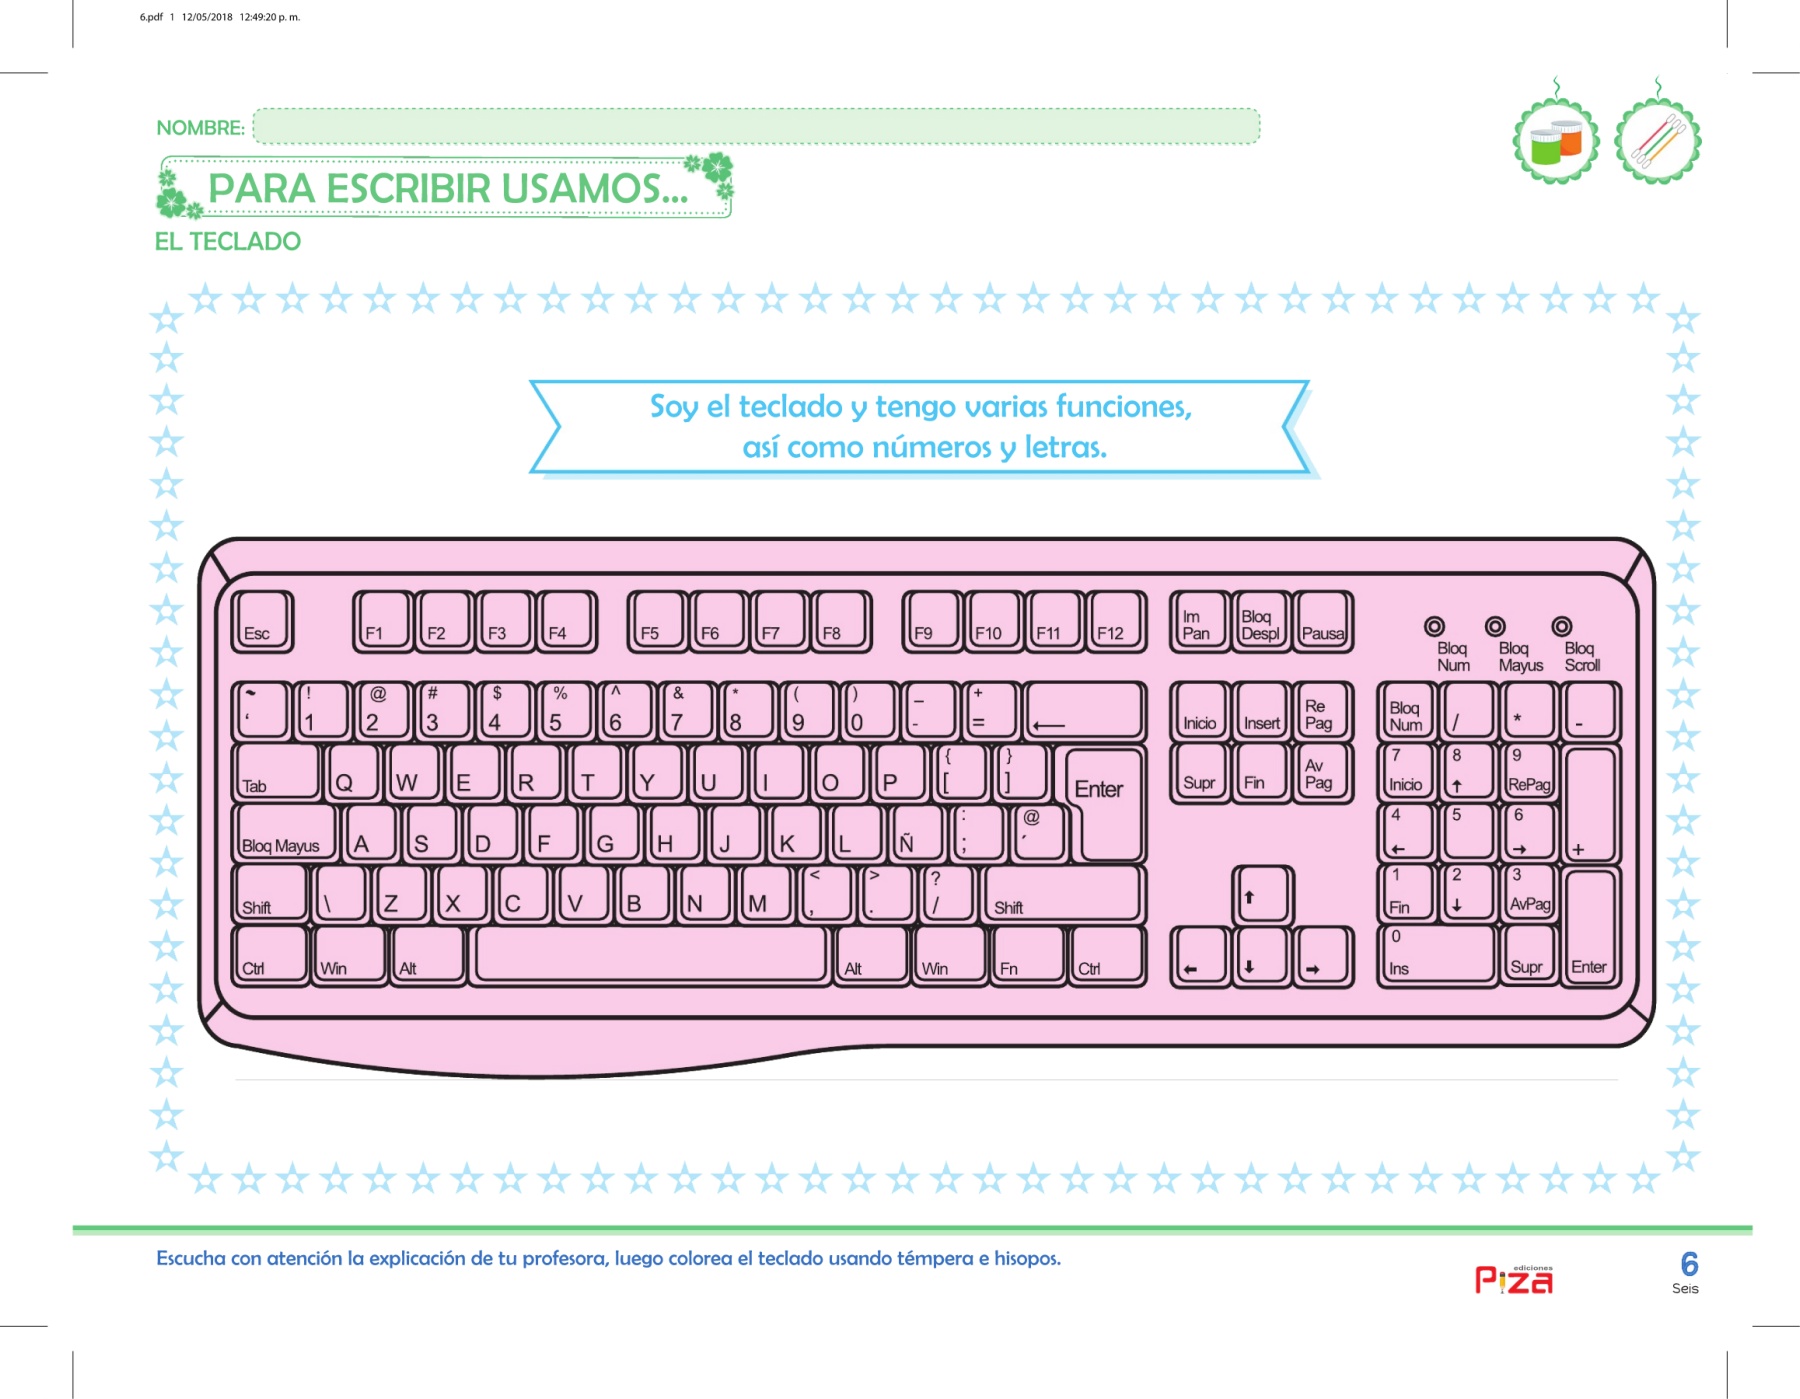 6.pdf 1 12/05/2018 12:49:20 p. m.
NOMBRE:
PARA ESCRIBIR USAMOS...
EL TECLADO
Soy el teclado y tengo varias funciones,
así como números y letras.
Esc F1 F2 F3 F4 F5 F6 F7 F8 F9 F10 F11 F12 Im Pan Bloq Despl Pausa
Bloq Num Bloq Mayus Bloq Scroll
~ ‘ ! 1 @ 2 # 3 $ 4 % 5 ^ 6 & 7 * 8 ( 9 ) 0 _ - + = ← Inicio Insert Re Pag Bloq Num / * -
Tab Q W E R T Y U I O P { [ } ] Enter Supr Fin Av Pag 7 Inicio 8 ↑ 9 RePag +
Bloq Mayus A S D F G H J K L Ñ : ; @ ´ 4 ← 5 6 →
Shift \ Z X C V B N M < , > . ? / Shift ↑ 1 Fin 2 ↓ 3 AvPag Enter
Ctrl Win Alt Alt Win Fn Ctrl ← ↓ → 0 Ins Supr
Escucha con atención la explicación de tu profesora, luego colorea el teclado usando témpera e hisopos.
ediciones
Piza
6
Seis